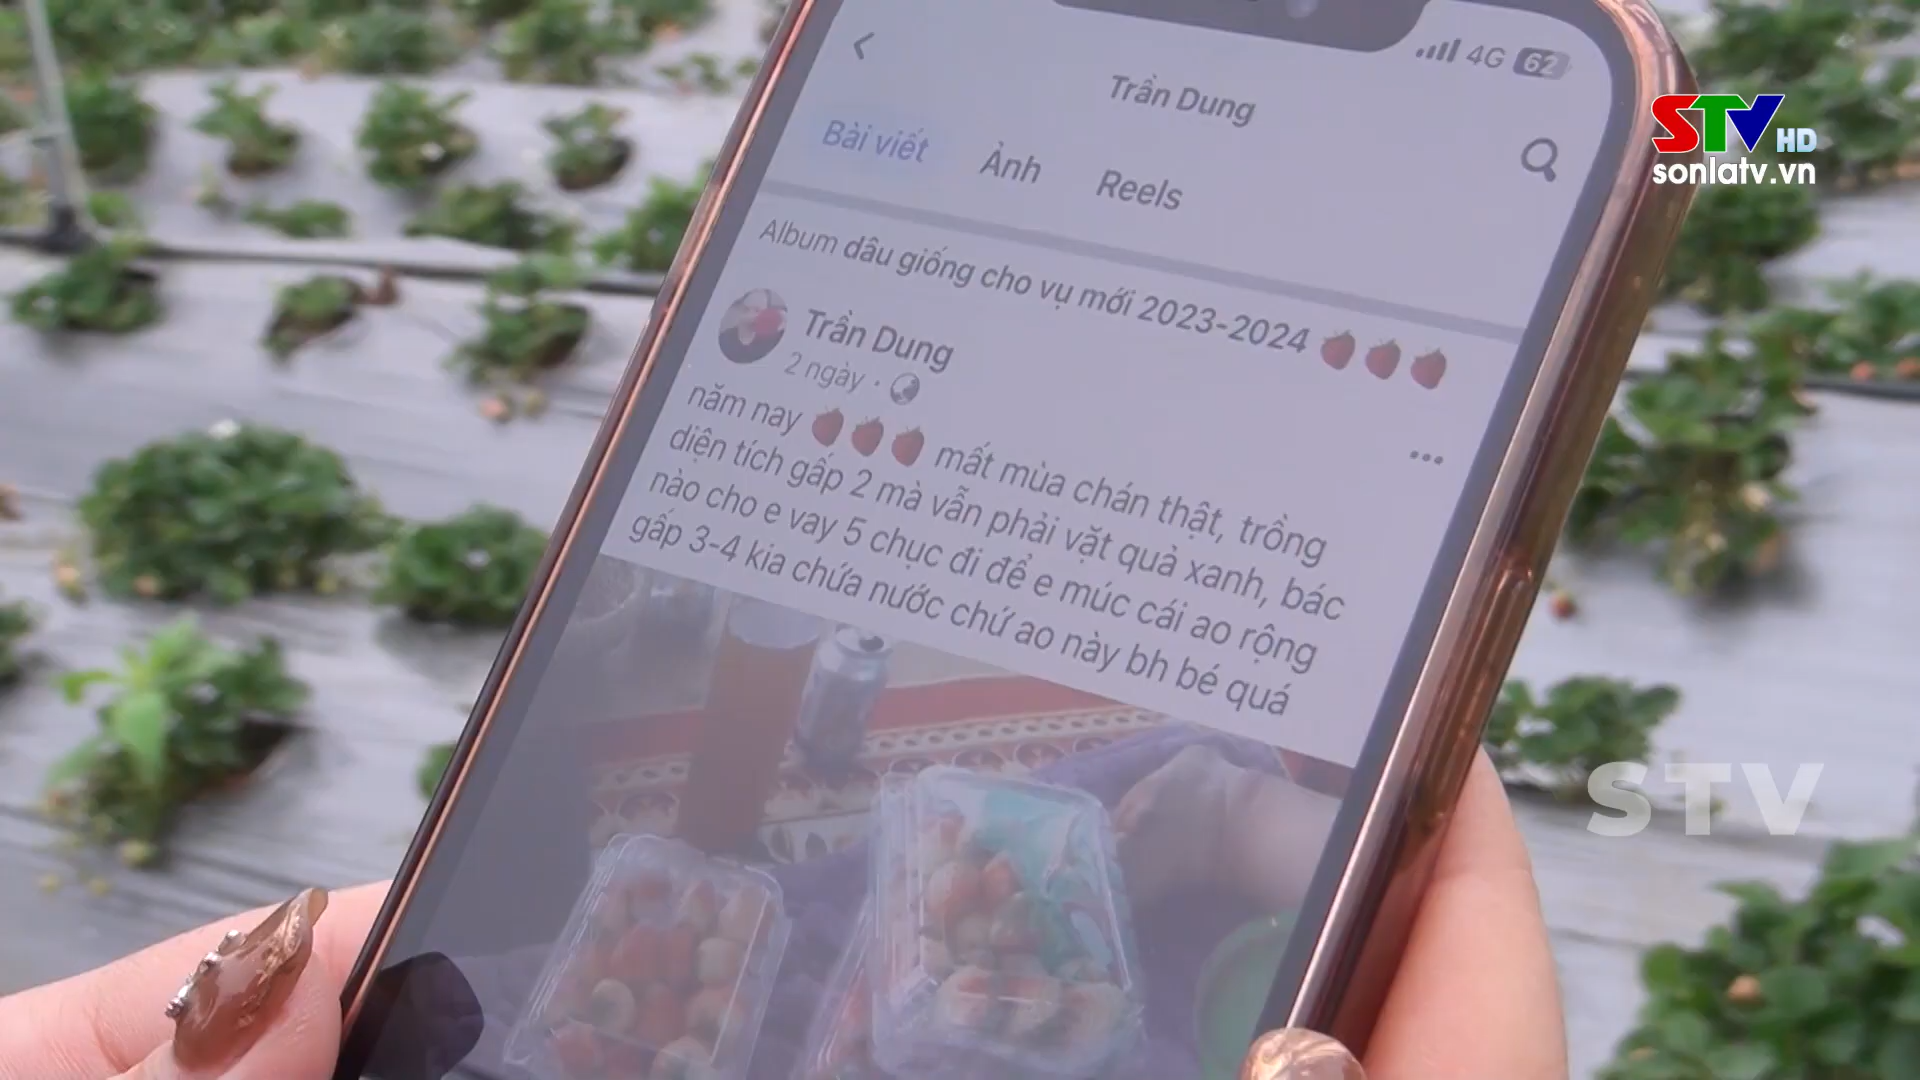 4G 62
Trần Dung
Bài viết Ảnh Reels
Album dâu giống cho vụ mới 2023-2024 🍓🍓🍓
Trần Dung
2 ngày ·
năm nay 🍓🍓🍓 mất mùa chán thật, trồng
diện tích gấp 2 mà vẫn phải vặt quả xanh, bác
nào cho e vay 5 chục đi để e múc cái ao rộng
gấp 3-4 kia chứa nước chứ ao này bh bé quá
STV HD
sonlatv.vn
STV